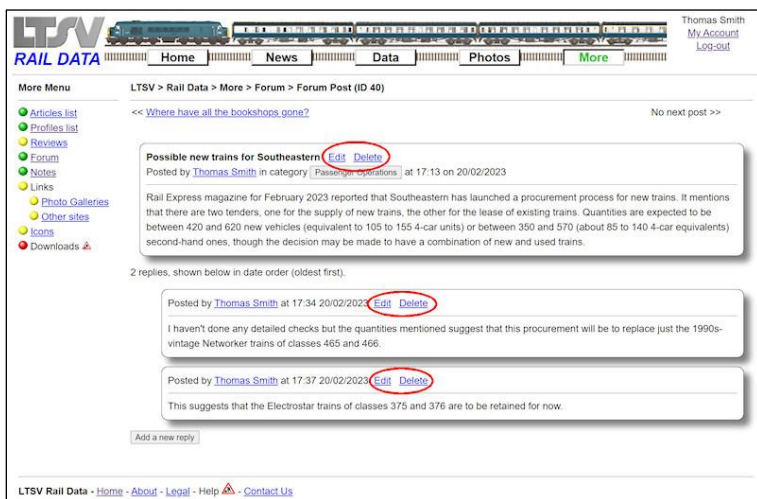 LTSV
RAIL DATA
Home
News
Data
Photos
More
Thomas Smith
My Account
Log-out
More Menu
Articles list
Profiles list
Reviews
Forum
Notes
Links
Photo Galleries
Other sites
Icons
Downloads
LTSV > Rail Data > More > Forum > Forum Post (ID 40)
<< Where have all the bookshops gone?
No next post >>
Possible new trains for Southeastern Edit Delete
Posted by Thomas Smith in category Passenger Operations at 17:13 on 20/02/2023
Rail Express magazine for February 2023 reported that Southeastern has launched a procurement process for new trains. It mentions
that there are two tenders, one for the supply of new trains, the other for the lease of existing trains. Quantities are expected to be
between 420 and 620 new vehicles (equivalent to 105 to 155 4-car units) or between 350 and 570 (about 85 to 140 4-car equivalents)
second-hand ones, though the decision may be made to have a combination of new and used trains.
2 replies, shown below in date order (oldest first).
Posted by Thomas Smith at 17:34 20/02/2023 Edit Delete
I haven't done any detailed checks but the quantities mentioned suggest that this procurement will be to replace just the 1990s-
vintage Networker trains of classes 465 and 466.
Posted by Thomas Smith at 17:37 20/02/2023 Edit Delete
This suggests that the Electrostar trains of classes 375 and 376 are to be retained for now.
Add a new reply
LTSV Rail Data - Home - About - Legal - Help - Contact Us